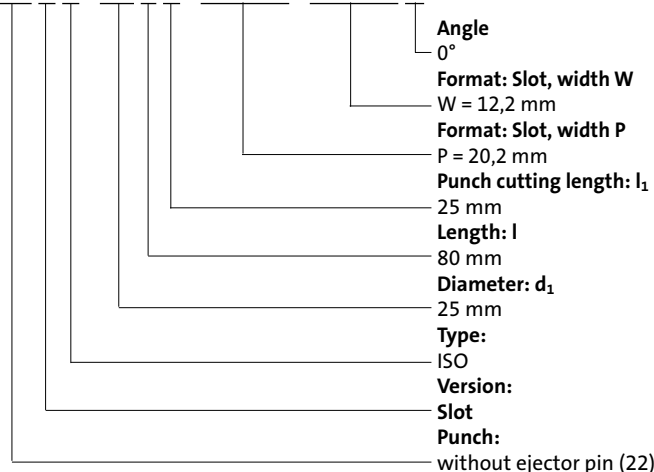 Angle
0°
Format: Slot, width W
W = 12,2 mm
Format: Slot, width P
P = 20,2 mm
Punch cutting length: l₁
25 mm
Length: l
80 mm
Diameter: d₁
25 mm
Type:
ISO
Version:
Slot
Punch:
without ejector pin (22)